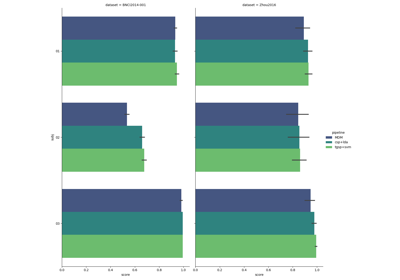 dataset = BNCI2014-001
dataset = Zhou2016
pipeline
MDM
csp+lda
tgsp+svm
0.0 0.2 0.4 0.6 0.8 1.0
0.0 0.2 0.4 0.6 0.8 1.0
score
score